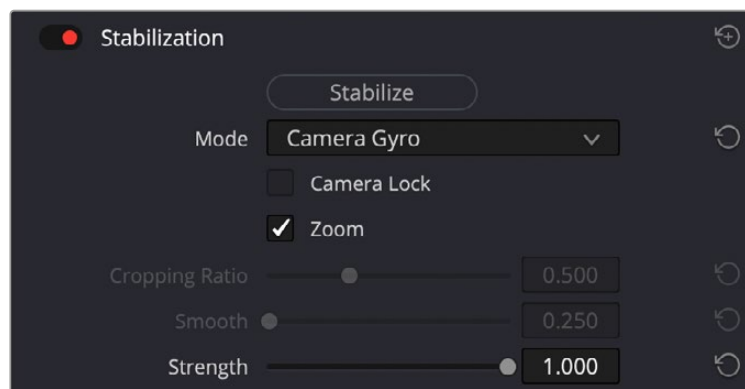 Stabilization
Stabilize
Mode Camera Gyro
Camera Lock
Zoom
Cropping Ratio 0.500
Smooth 0.250
Strength 1.000